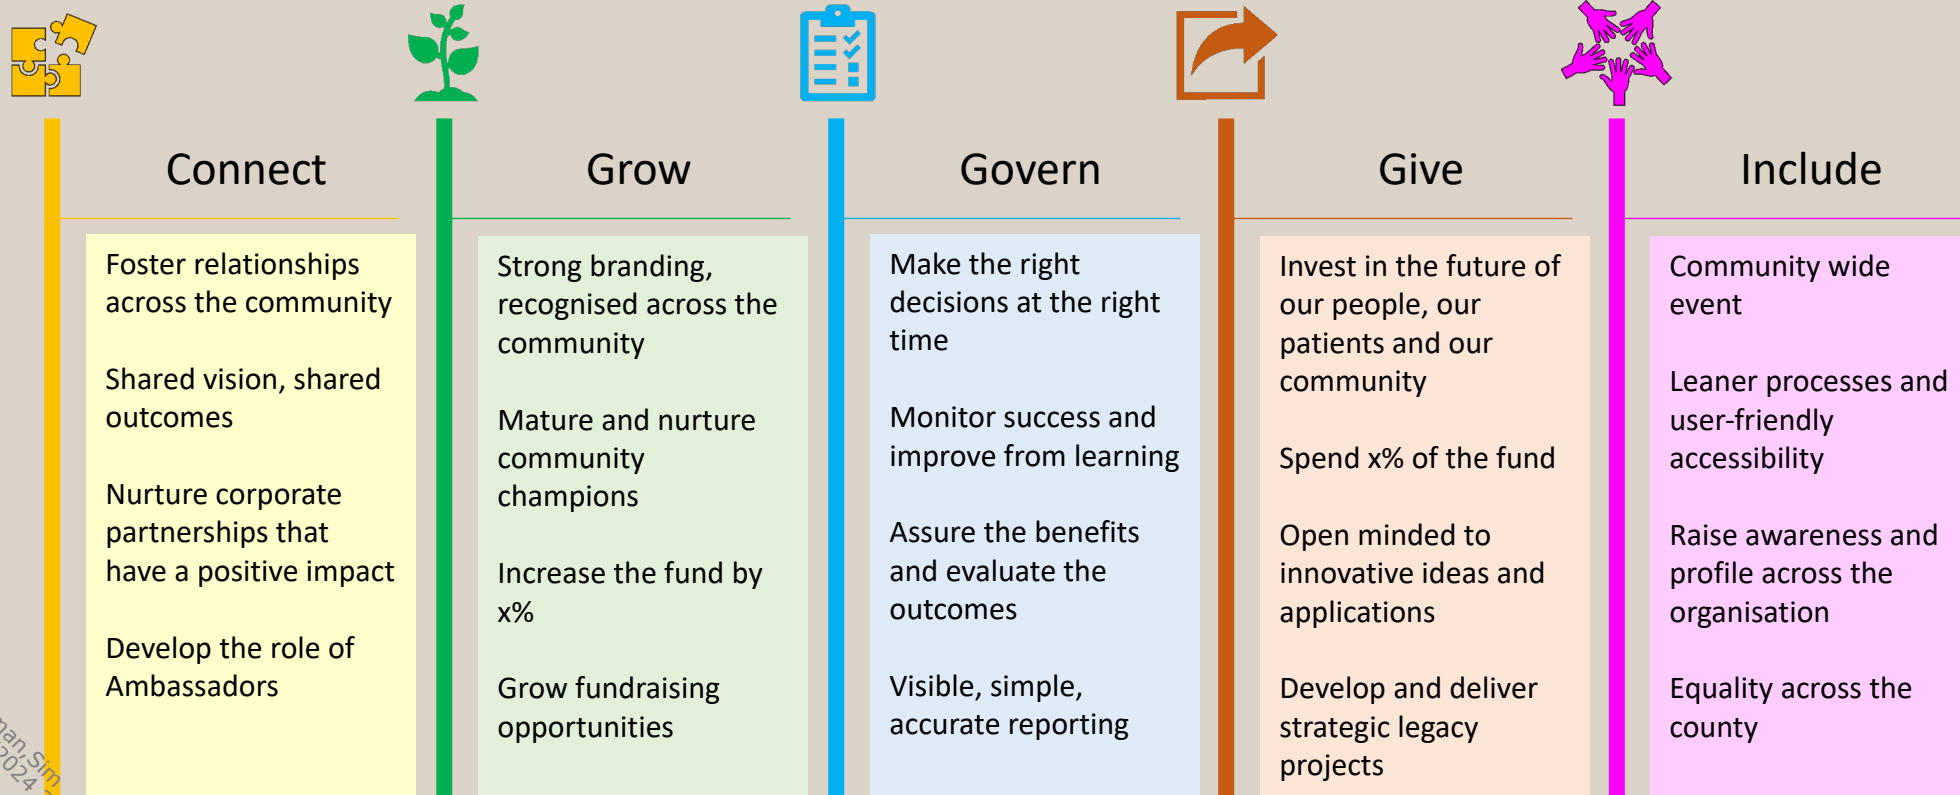 Connect
Foster relationships
across the community
Shared vision, shared
outcomes
Nurture corporate
partnerships that
have a positive impact
Develop the role of
Ambassadors
Grow
Strong branding,
recognised across the
community
Mature and nurture
community
champions
Increase the fund by
x%
Grow fundraising
opportunities
Govern
Make the right
decisions at the right
time
Monitor success and
improve from learning
Assure the benefits
and evaluate the
outcomes
Visible, simple,
accurate reporting
Give
Invest in the future of
our people, our
patients and our
community
Spend x% of the fund
Open minded to
innovative ideas and
applications
Develop and deliver
strategic legacy
projects
Include
Community wide
event
Leaner processes and
user-friendly
accessibility
Raise awareness and
profile across the
organisation
Equality across the
county